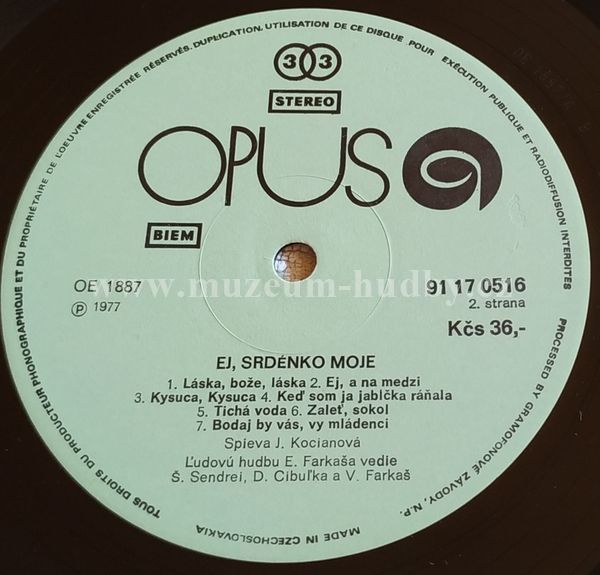 TOUS DROITS DU PRODUCTEUR PHONOGRAPHIQUE ET DU PROPRIÉTAIRE DE L'OEUVRE ENREGISTRÉE RÉSERVÉS. DUPLICATION, UTILISATION DE CE DISQUE POUR EXÉCUTION PUBLIQUE ET RADIODIFFUSION INTERDITES
PROCESSED BY GRAMOFONOVÉ ZÁVODY, N.P.
33
STEREO
OPUS
BIEM
OE 1887
91 17 0516
℗ 1977
2. strana
www.muzeum-hudby.cz
Kčs 36,-
EJ, SRDÉNKO MOJE
1. Láska, bože, láska 2. Ej, a na medzi
3. Kysuca, Kysuca 4. Keď som ja jabĺčka ráňala
5. Tichá voda 6. Zaleť, sokol
7. Bodaj by vás, vy mládenci
Spieva J. Kocianová
Ľudovú hudbu E. Farkaša vedie
Š. Sendrei, D. Cibuľka a V. Farkaš
MADE IN CZECHOSLOVAKIA